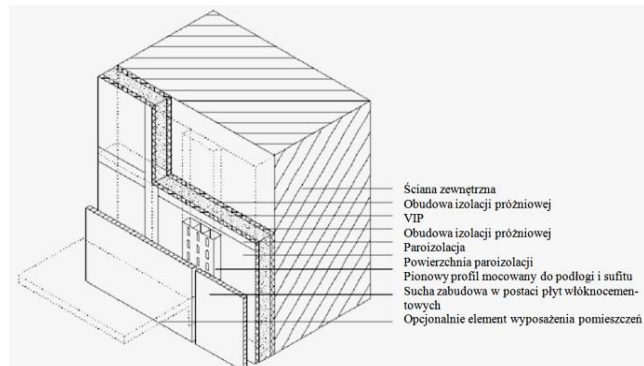 Ściana zewnętrzna
Obudowa izolacji próżniowej
VIP
Obudowa izolacji próżniowej
Paroizolacja
Powierzchnia paroizolacji
Pionowy profil mocowany do podłogi i sufitu
Sucha zabudowa w postaci płyt włóknocemen-
towych
Opcjonalnie element wyposażenia pomieszczeń